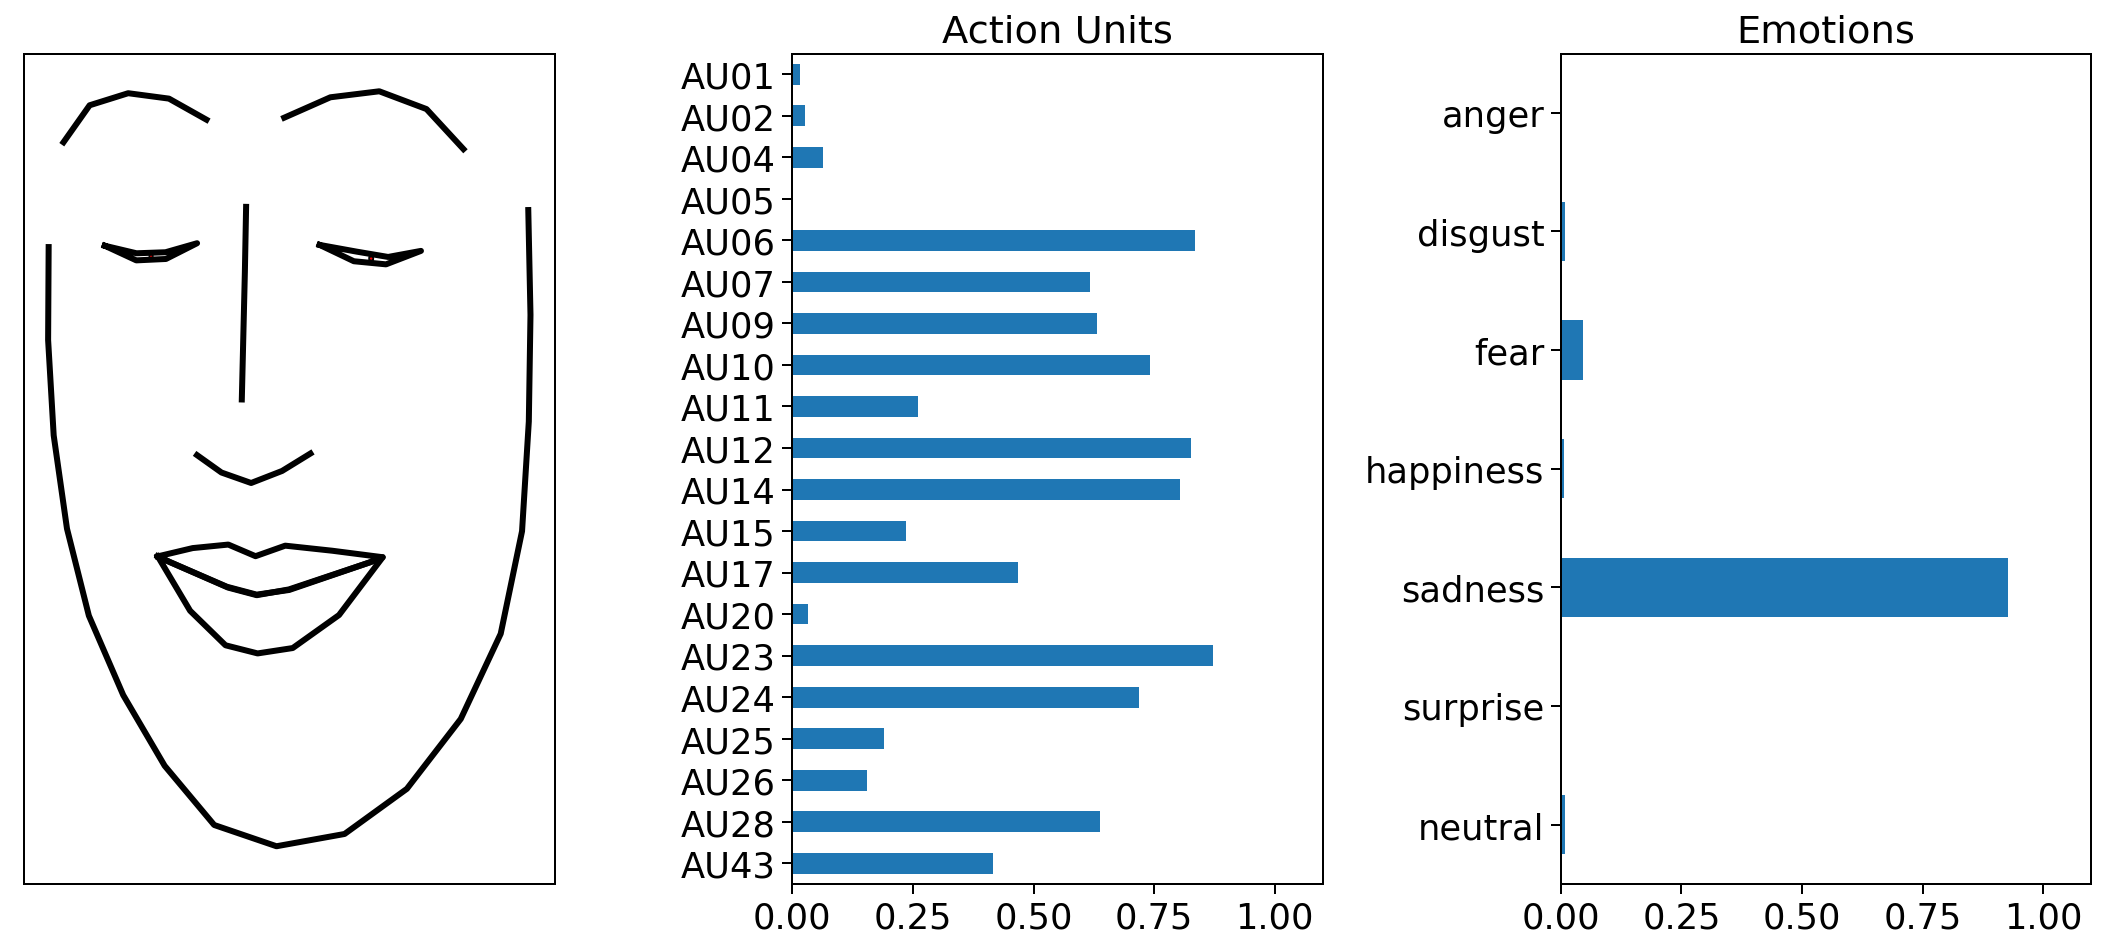 Action Units
AU01
AU02
AU04
AU05
AU06
AU07
AU09
AU10
AU11
AU12
AU14
AU15
AU17
AU20
AU23
AU24
AU25
AU26
AU28
AU43
0.00 0.25 0.50 0.75 1.00
Emotions
anger
disgust
fear
happiness
sadness
surprise
neutral
0.00 0.25 0.50 0.75 1.00